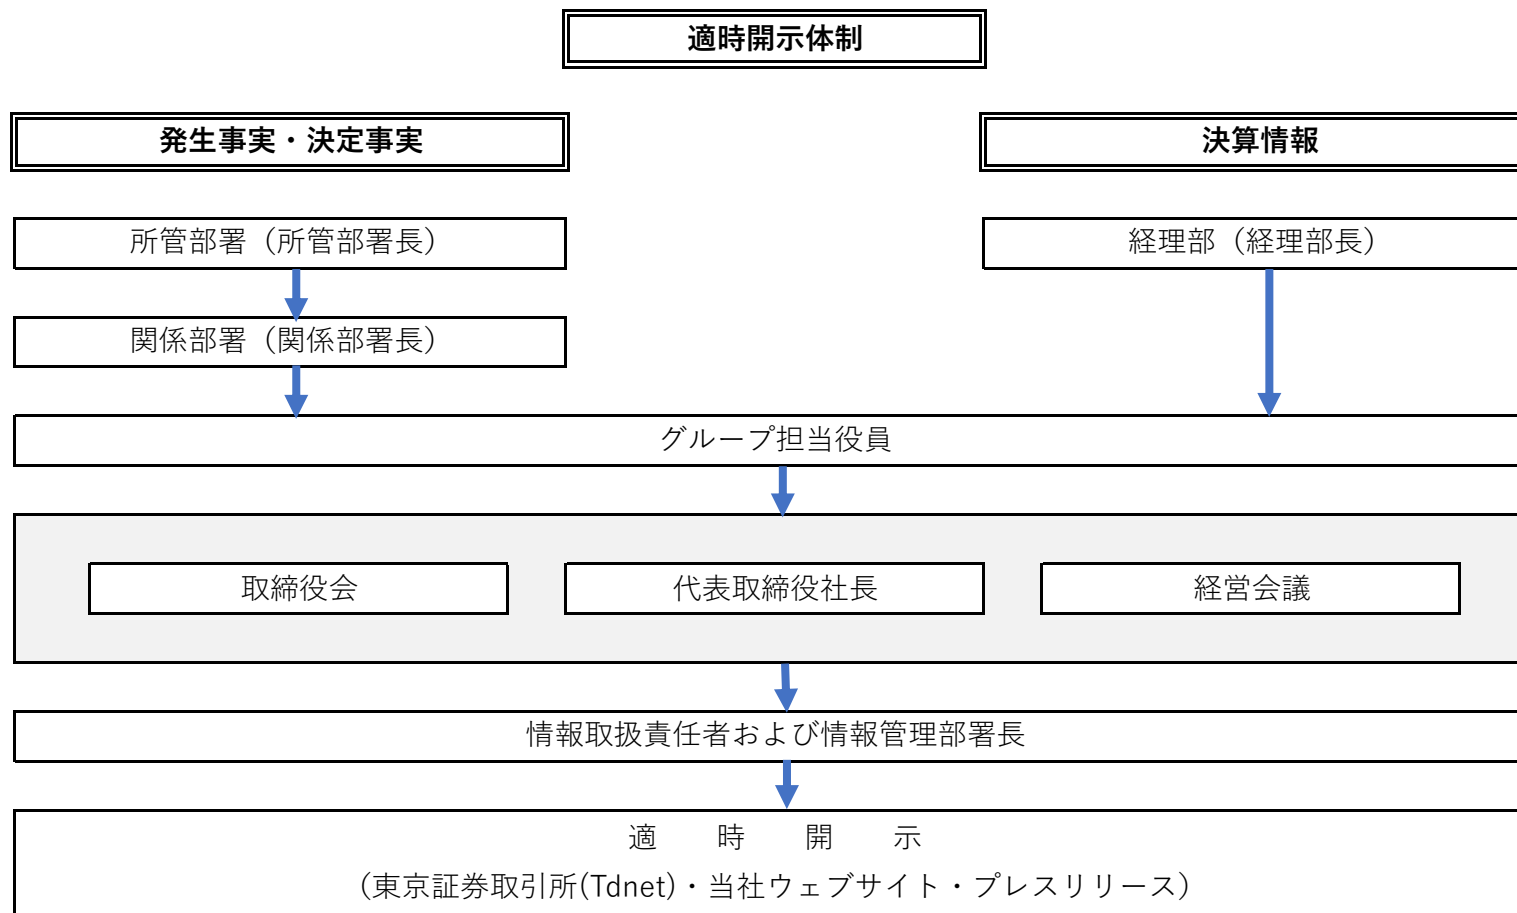 適時開示体制
発生事実・決定事実
決算情報
所管部署（所管部署長）
経理部（経理部長）
関係部署（関係部署長）
グループ担当役員
取締役会
代表取締役社長
経営会議
情報取扱責任者および情報管理部署長
適　時　開　示
（東京証券取引所(Tdnet)・当社ウェブサイト・プレスリリース）